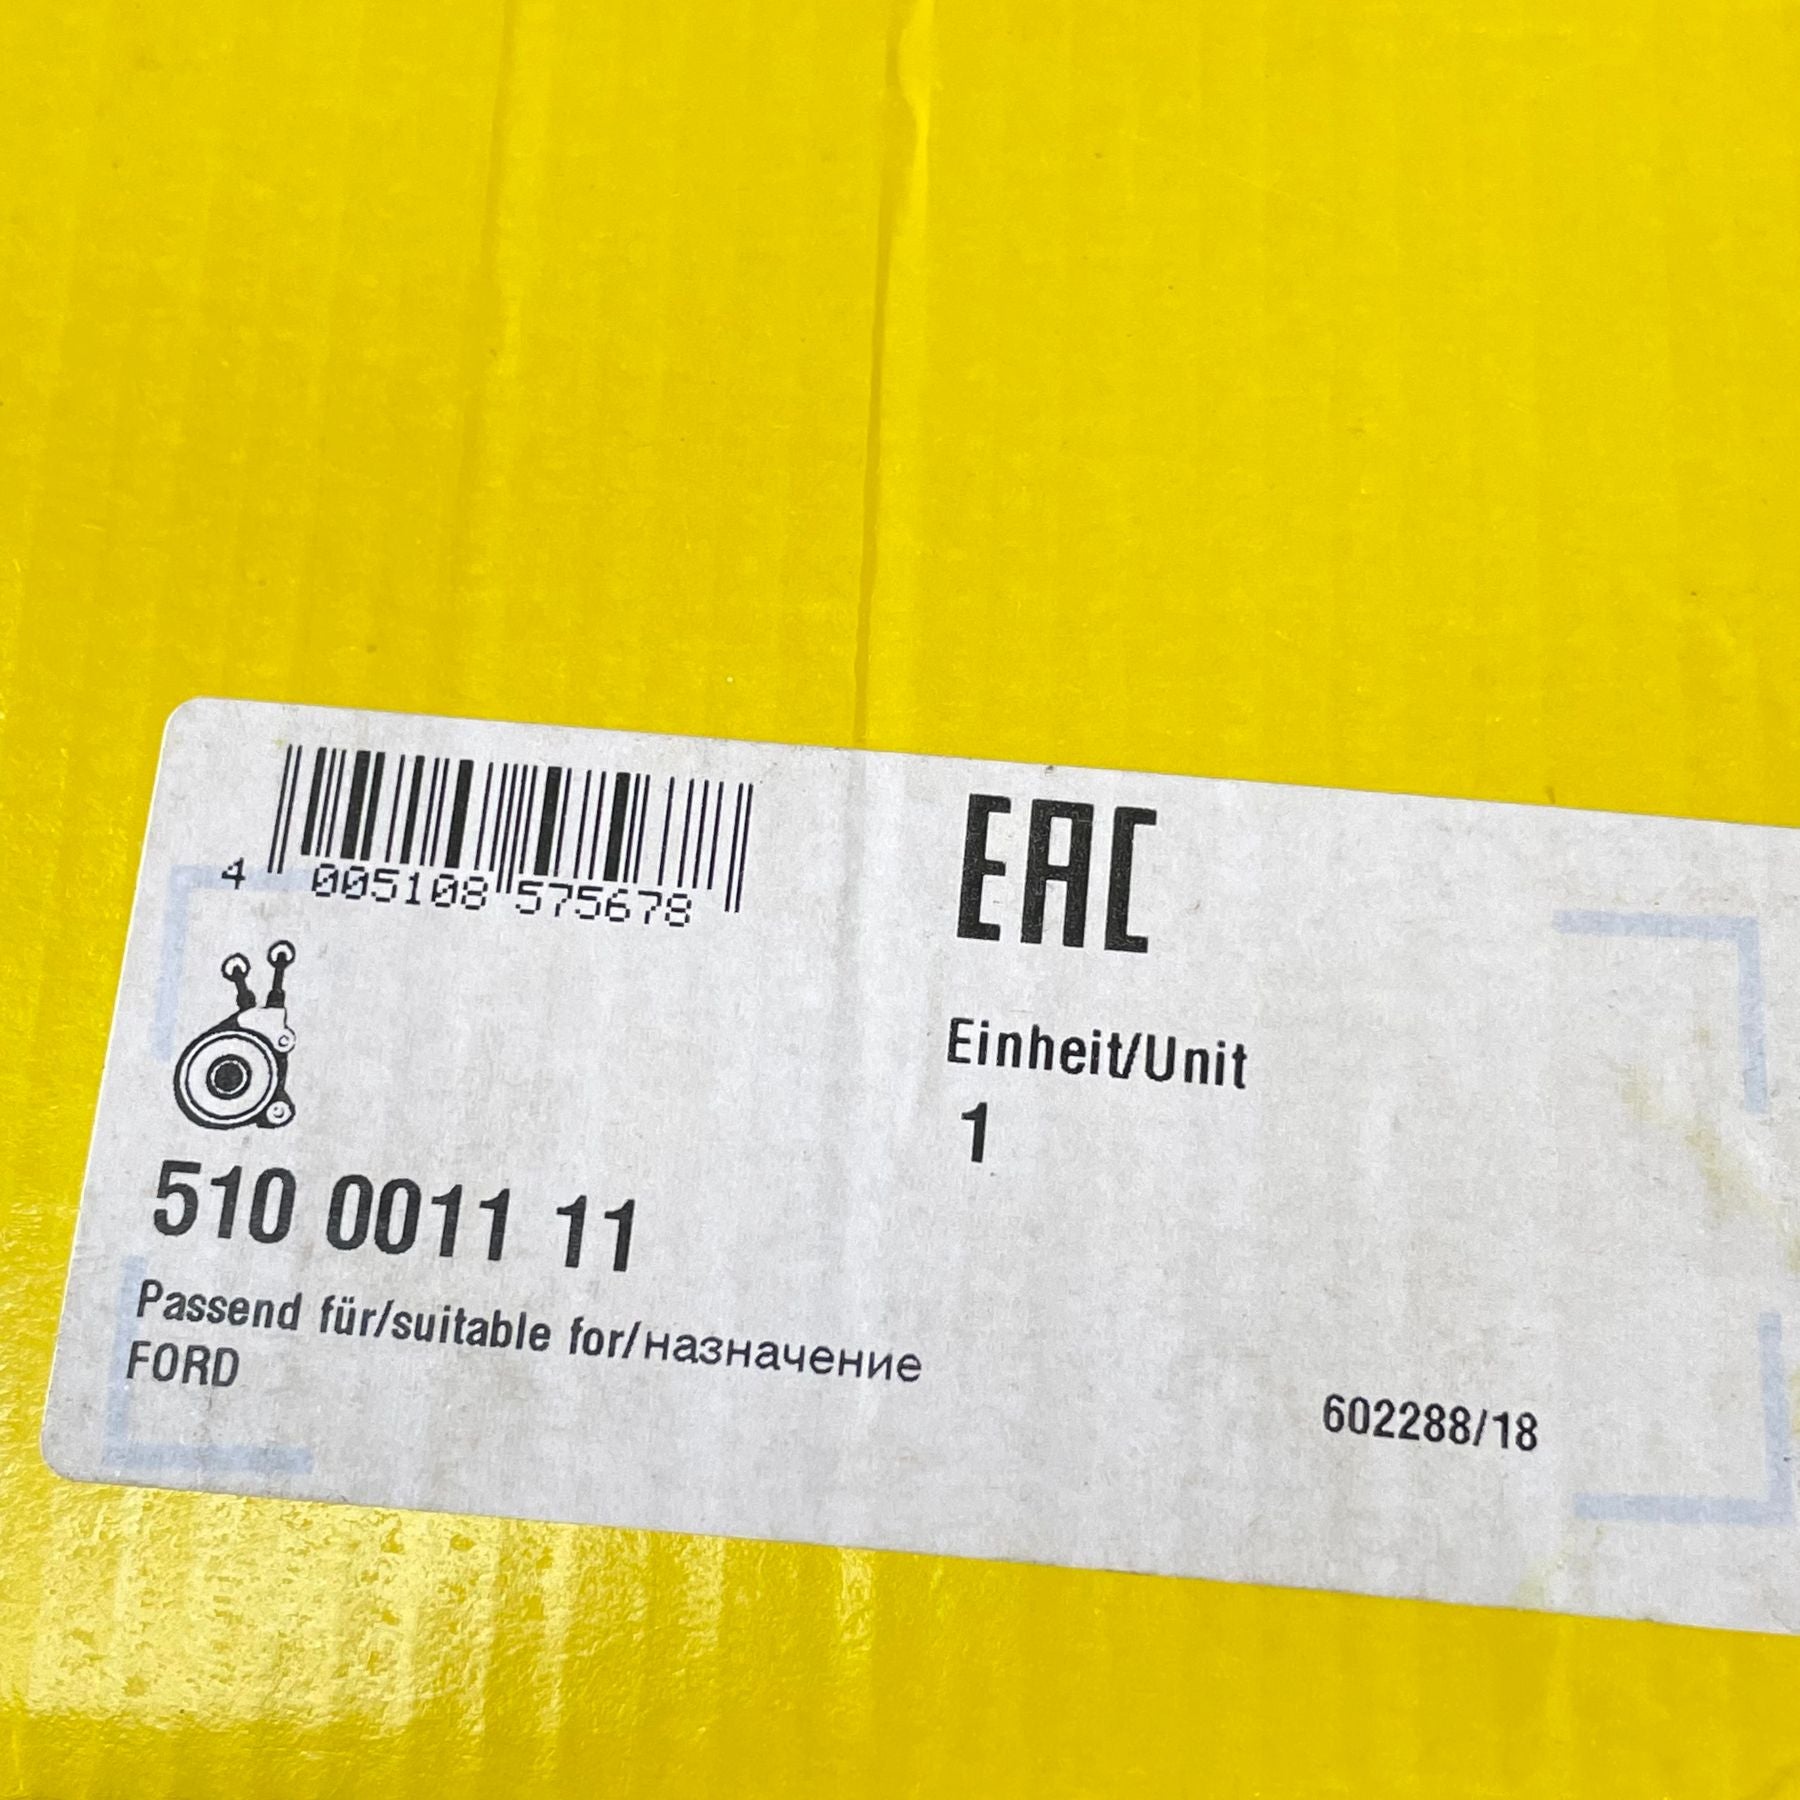 4 005108 575678
EAC
Einheit/Unit
1
510 0011 11
Passend für/suitable for/назначение
FORD
602288/18